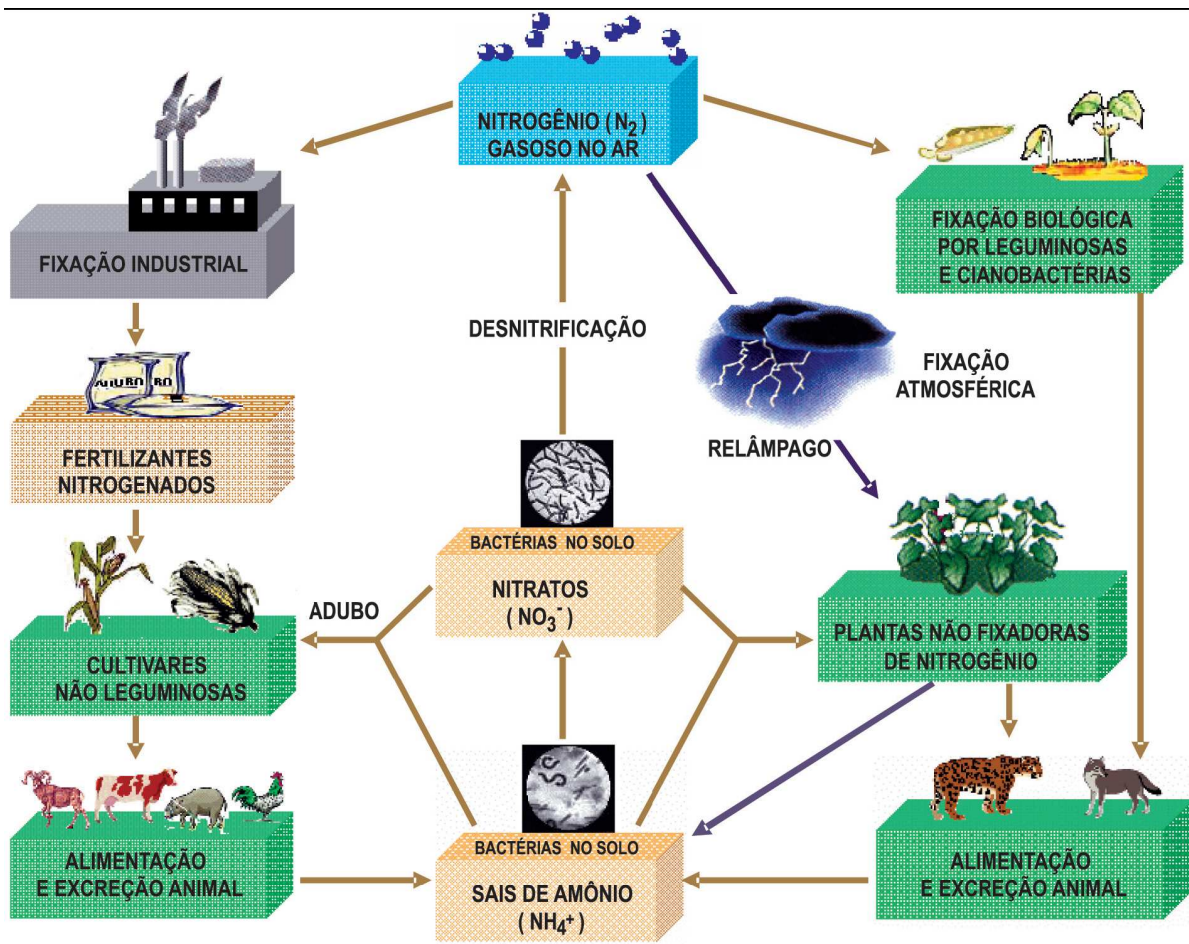 NITROGÊNIO (N2)
GASOSO NO AR
FIXAÇÃO INDUSTRIAL
FIXAÇÃO BIOLÓGICA
POR LEGUMINOSAS
E CIANOBACTÉRIAS
DESNITRIFICAÇÃO
FIXAÇÃO
ATMOSFÉRICA
RELÂMPAGO
ADUBO
FERTILIZANTES
NITROGENADOS
BACTÉRIAS NO SOLO
NITRATOS
(NO3-)
ADUBO
CULTIVARES
NÃO LEGUMINOSAS
PLANTAS NÃO FIXADORAS
DE NITROGÊNIO
BACTÉRIAS NO SOLO
SAIS DE AMÔNIO
(NH4+)
ALIMENTAÇÃO
E EXCREÇÃO ANIMAL
ALIMENTAÇÃO
E EXCREÇÃO ANIMAL